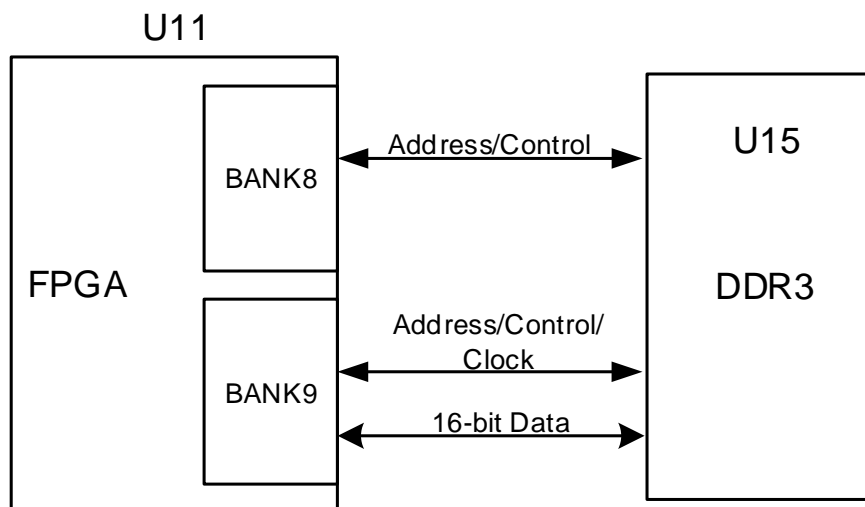 U11
BANK8
Address/Control
U15
FPGA
DDR3
Address/Control/
Clock
BANK9
16-bit Data